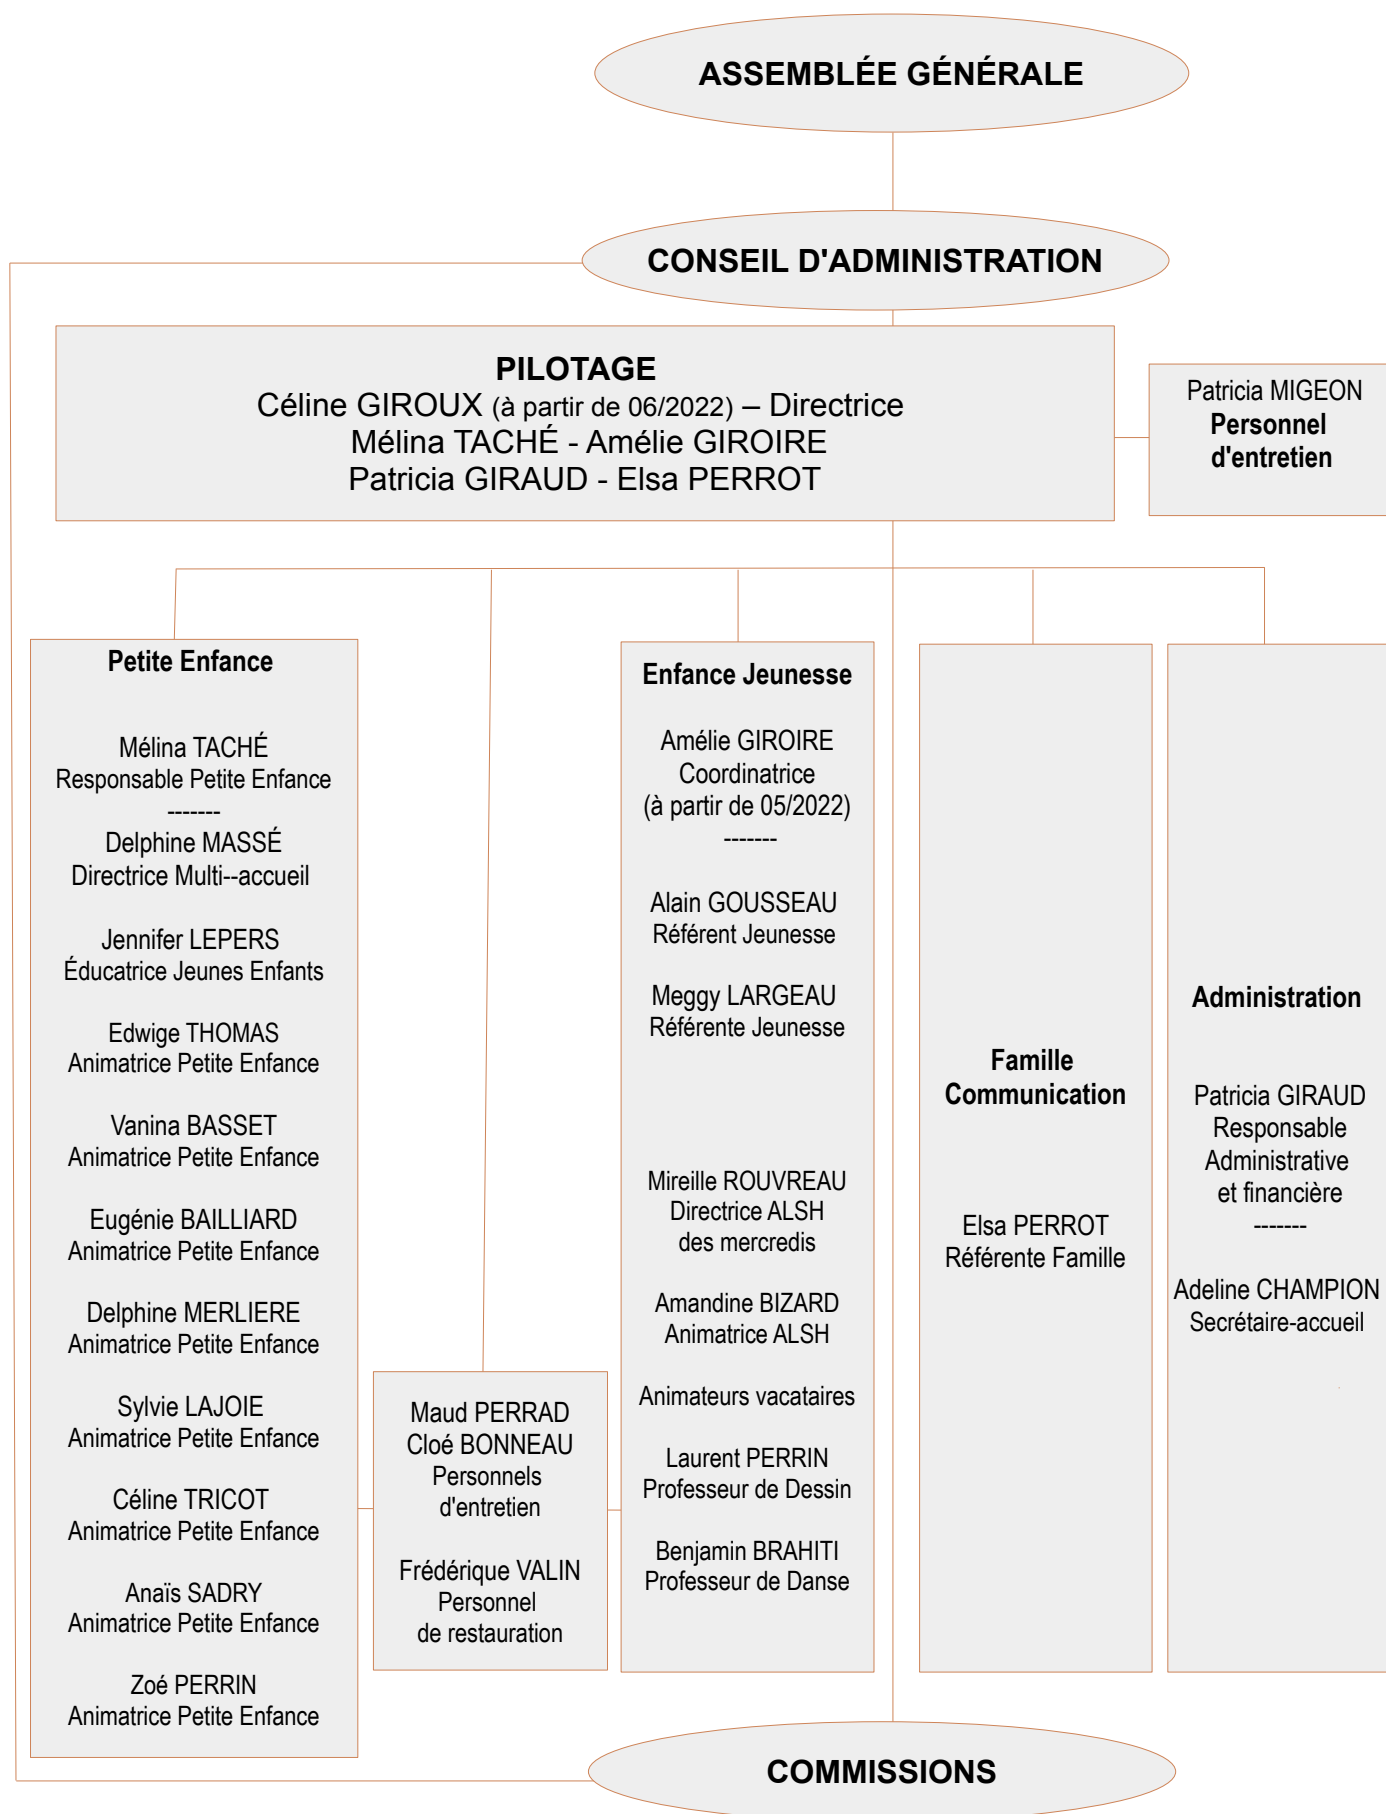 ASSEMBLÉE GÉNÉRALE
CONSEIL D'ADMINISTRATION
PILOTAGE
Céline GIROUX (à partir de 06/2022) – Directrice
Mélina TACHÉ - Amélie GIROIRE
Patricia GIRAUD - Elsa PERROT
Patricia MIGEON
Personnel
d'entretien
Petite Enfance
Mélina TACHÉ
Responsable Petite Enfance
-------
Delphine MASSÉ
Directrice Multi--accueil
Jennifer LEPERS
Éducatrice Jeunes Enfants
Edwige THOMAS
Animatrice Petite Enfance
Vanina BASSET
Animatrice Petite Enfance
Eugénie BAILLIARD
Animatrice Petite Enfance
Delphine MERLIERE
Animatrice Petite Enfance
Sylvie LAJOIE
Animatrice Petite Enfance
Céline TRICOT
Animatrice Petite Enfance
Anaïs SADRY
Animatrice Petite Enfance
Zoé PERRIN
Animatrice Petite Enfance
Maud PERRAD
Cloé BONNEAU
Personnels
d'entretien
Frédérique VALIN
Personnel
de restauration
Enfance Jeunesse
Amélie GIROIRE
Coordinatrice
(à partir de 05/2022)
-------
Alain GOUSSEAU
Référent Jeunesse
Meggy LARGEAU
Référente Jeunesse
Mireille ROUVREAU
Directrice ALSH
des mercredis
Amandine BIZARD
Animatrice ALSH
Animateurs vacataires
Laurent PERRIN
Professeur de Dessin
Benjamin BRAHITI
Professeur de Danse
Famille
Communication
Elsa PERROT
Référente Famille
Administration
Patricia GIRAUD
Responsable
Administrative
et financière
-------
Adeline CHAMPION
Secrétaire-accueil
COMMISSIONS